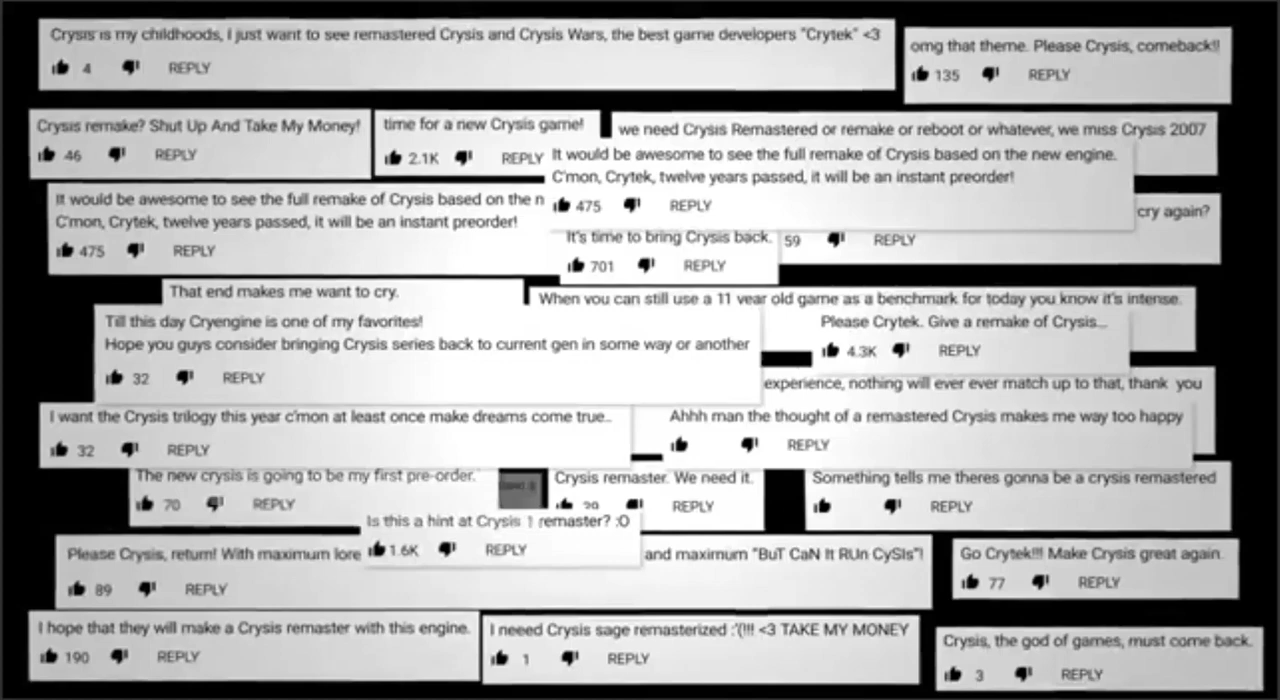 Crysis is my childhoods, I just want to see remastered Crysis and Crysis Wars, the best game developers "Crytek" <3
4 REPLY
omg that theme. Please Crysis, comeback!!
135 REPLY
Crysis remake? Shut Up And Take My Money!
46 REPLY
time for a new Crysis game!
2.1K REPLY
we need Crysis Remastered or remake or reboot or whatever, we miss Crysis 2007
It would be awesome to see the full remake of Crysis based on the new engine.
C'mon, Crytek, twelve years passed, it will be an instant preorder!
475 REPLY
It would be awesome to see the full remake of Crysis based on the n
C'mon, Crytek, twelve years passed, it will be an instant preorder!
475 REPLY
cry again?
59 REPLY
It's time to bring Crysis back.
701 REPLY
That end makes me want to cry.
When you can still use a 11 year old game as a benchmark for today you know it's intense.
Till this day Cryengine is one of my favorites!
Hope you guys consider bringing Crysis series back to current gen in some way or another
32 REPLY
Please Crytek. Give a remake of Crysis...
4.3K REPLY
experience, nothing will ever ever match up to that, thank you
I want the Crysis trilogy this year c'mon at least once make dreams come true..
32 REPLY
Ahhh man the thought of a remastered Crysis makes me way too happy
REPLY
The new crysis is going to be my first pre-order.
70 REPLY
Crysis remaster. We need it.
REPLY
Something tells me theres gonna be a crysis remastered
REPLY
Is this a hint at Crysis 1 remaster? :O
1.6K REPLY
Please Crysis, return! With maximum lore
and maximum "BuT CaN It RUn CySIs"!
89 REPLY
Go Crytek!!! Make Crysis great again.
77 REPLY
I hope that they will make a Crysis remaster with this engine.
190 REPLY
I neeed Crysis sage remasterized :'(!!! <3 TAKE MY MONEY
1 REPLY
Crysis, the god of games, must come back.
3 REPLY